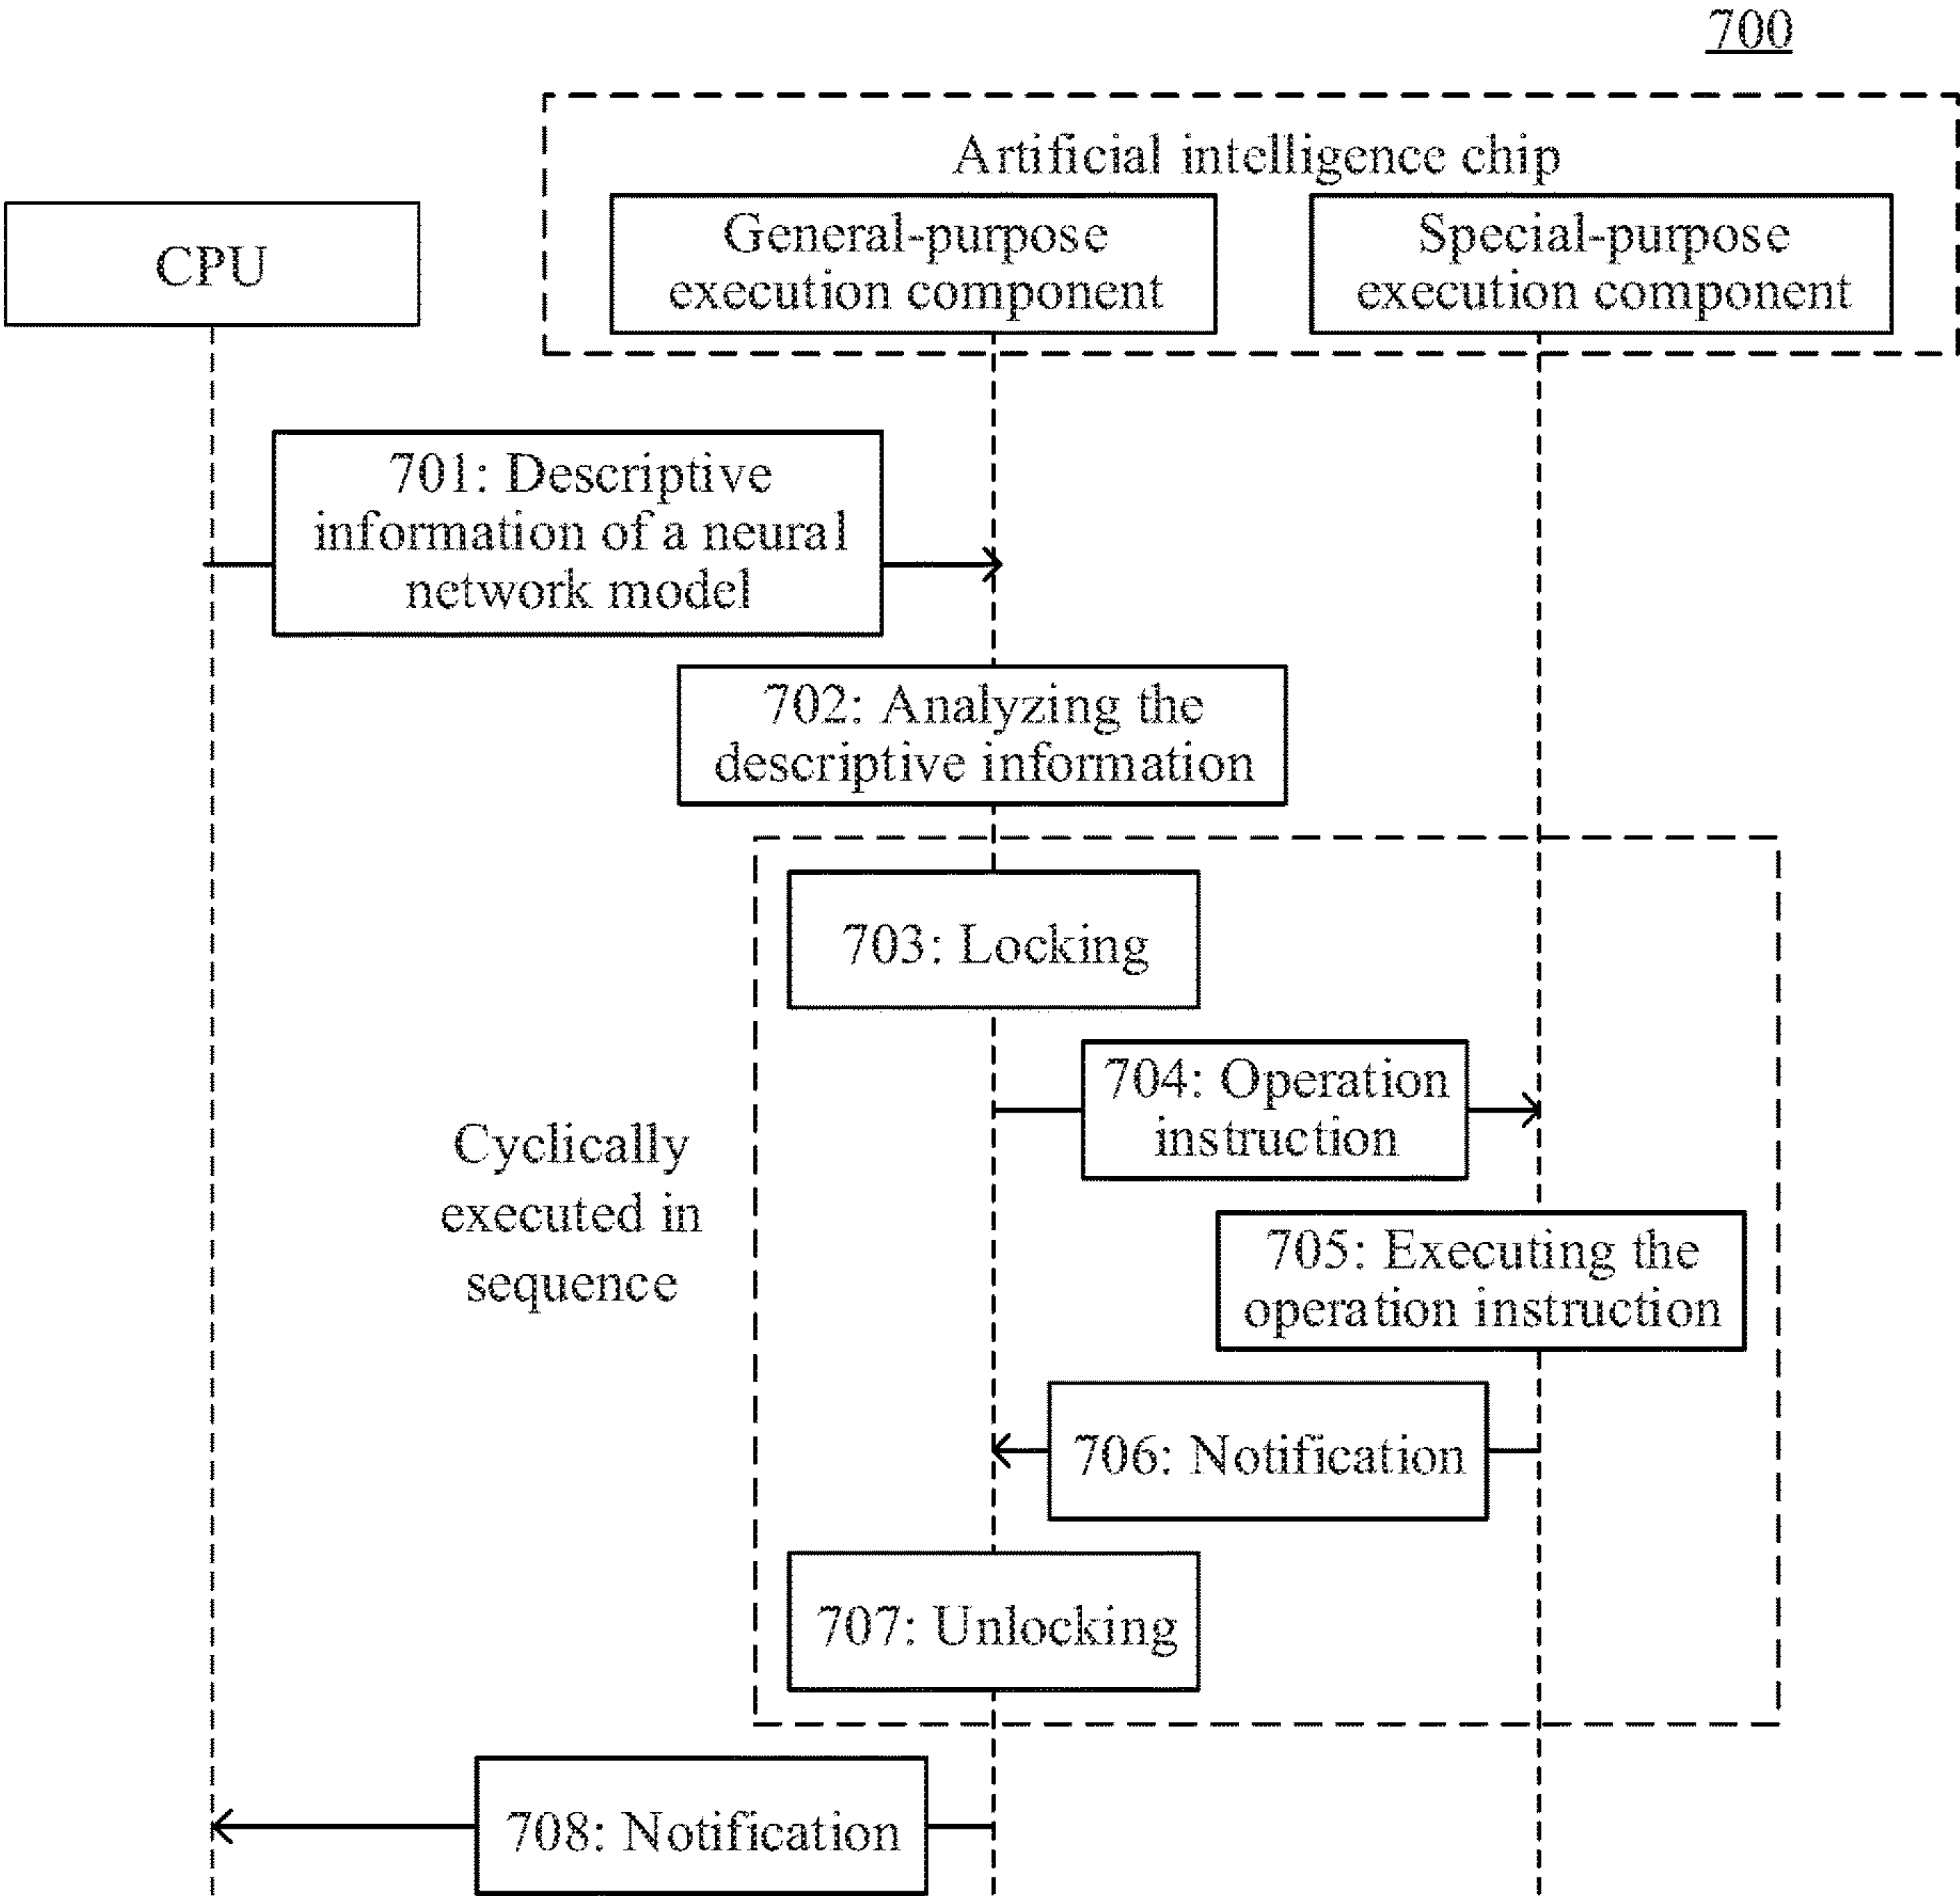 700
Artificial intelligence chip
CPU
General-purpose
execution component
Special-purpose
execution component
701: Descriptive
information of a neural
network model
702: Analyzing the
descriptive information
703: Locking
704: Operation
instruction
Cyclically
executed in
sequence
705: Executing the
operation instruction
706: Notification
707: Unlocking
708: Notification